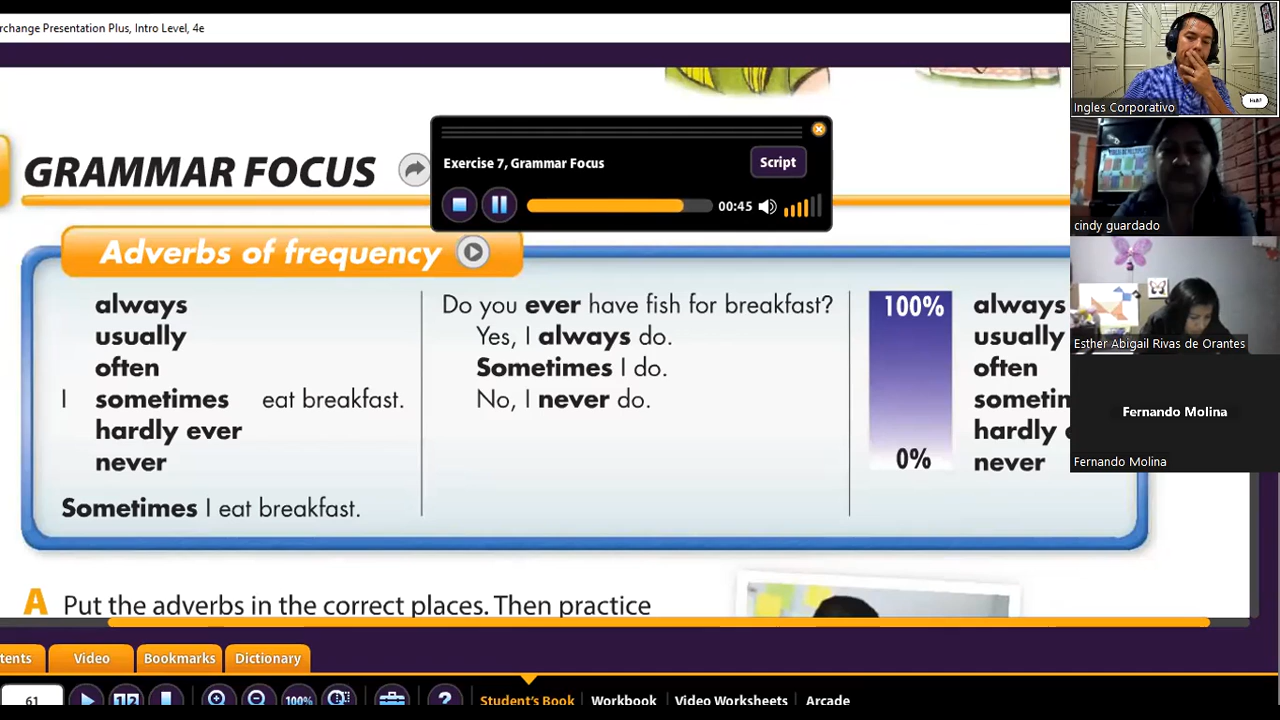 rchange Presentation Plus, Intro Level, 4e
GRAMMAR FOCUS
Exercise 7, Grammar Focus
Script
00:45
Adverbs of frequency
always
usually
often
I sometimes eat breakfast.
hardly ever
never
Sometimes I eat breakfast.
Do you ever have fish for breakfast?
Yes, I always do.
Sometimes I do.
No, I never do.
100%
0%
always
usually
often
sometin
hardly
never
A Put the adverbs in the correct places. Then practice
tents
Video
Bookmarks
Dictionary
61
1 2
100%
?
Student's Book
Workbook
Video Worksheets
Arcade
Ingles Corporativo
cindy guardado
Esther Abigail Rivas de Orantes
Fernando Molina
Fernando Molina